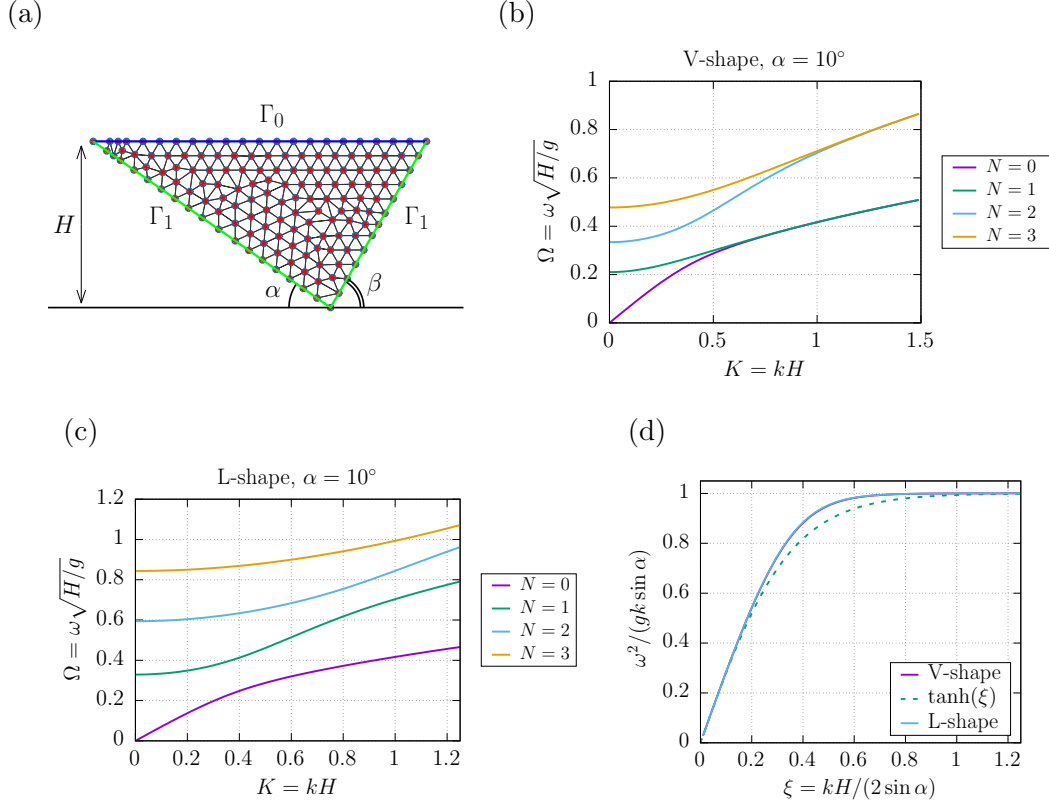 (a)
Γ₀
H
Γ₁
Γ₁
α
β
(b)
V-shape, α = 10°
1
0.8
0.6
0.4
0.2
0
0
0.5
1
1.5
Ω = ω√H/g
K = kH
N = 0
N = 1
N = 2
N = 3
(c)
L-shape, α = 10°
1.2
1
0.8
0.6
0.4
0.2
0
0
0.2
0.4
0.6
0.8
1
1.2
Ω = ω√H/g
K = kH
N = 0
N = 1
N = 2
N = 3
(d)
1
0.8
0.6
0.4
0.2
0
0
0.2
0.4
0.6
0.8
1
1.2
ω²/(gk sin α)
ξ = kH/(2 sin α)
V-shape
tanh(ξ)
L-shape